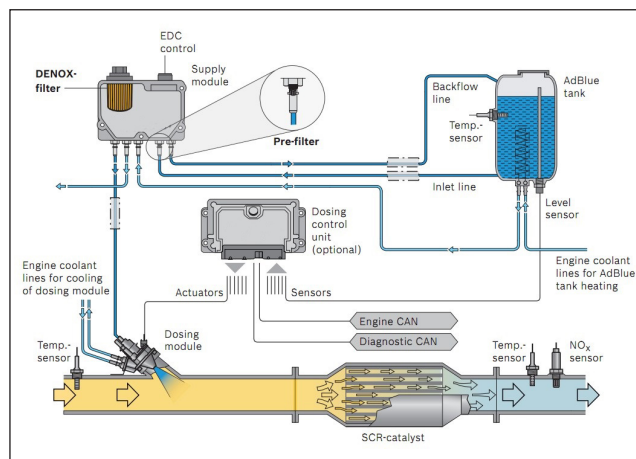 EDC
control
DENOX-
filter
Supply
module
Pre-filter
Backflow
line
AdBlue
tank
Temp.-
sensor
Inlet line
Level
sensor
Dosing
control
unit
(optional)
Engine coolant
lines for cooling
of dosing module
Engine coolant
lines for AdBlue
tank heating
Actuators
Sensors
Engine CAN
Diagnostic CAN
Temp.-
sensor
Dosing
module
Temp.-
sensor
NOx
sensor
SCR-catalyst